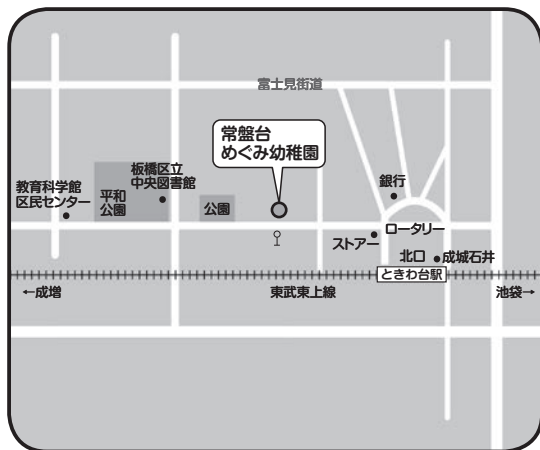 富士見街道
常盤台
めぐみ幼稚園
板橋区立
中央図書館
教育科学館
区民センター
平和
公園
公園
銀行
ロータリー
ストアー
北口
成城石井
ときわ台駅
←成増
東武東上線
池袋→